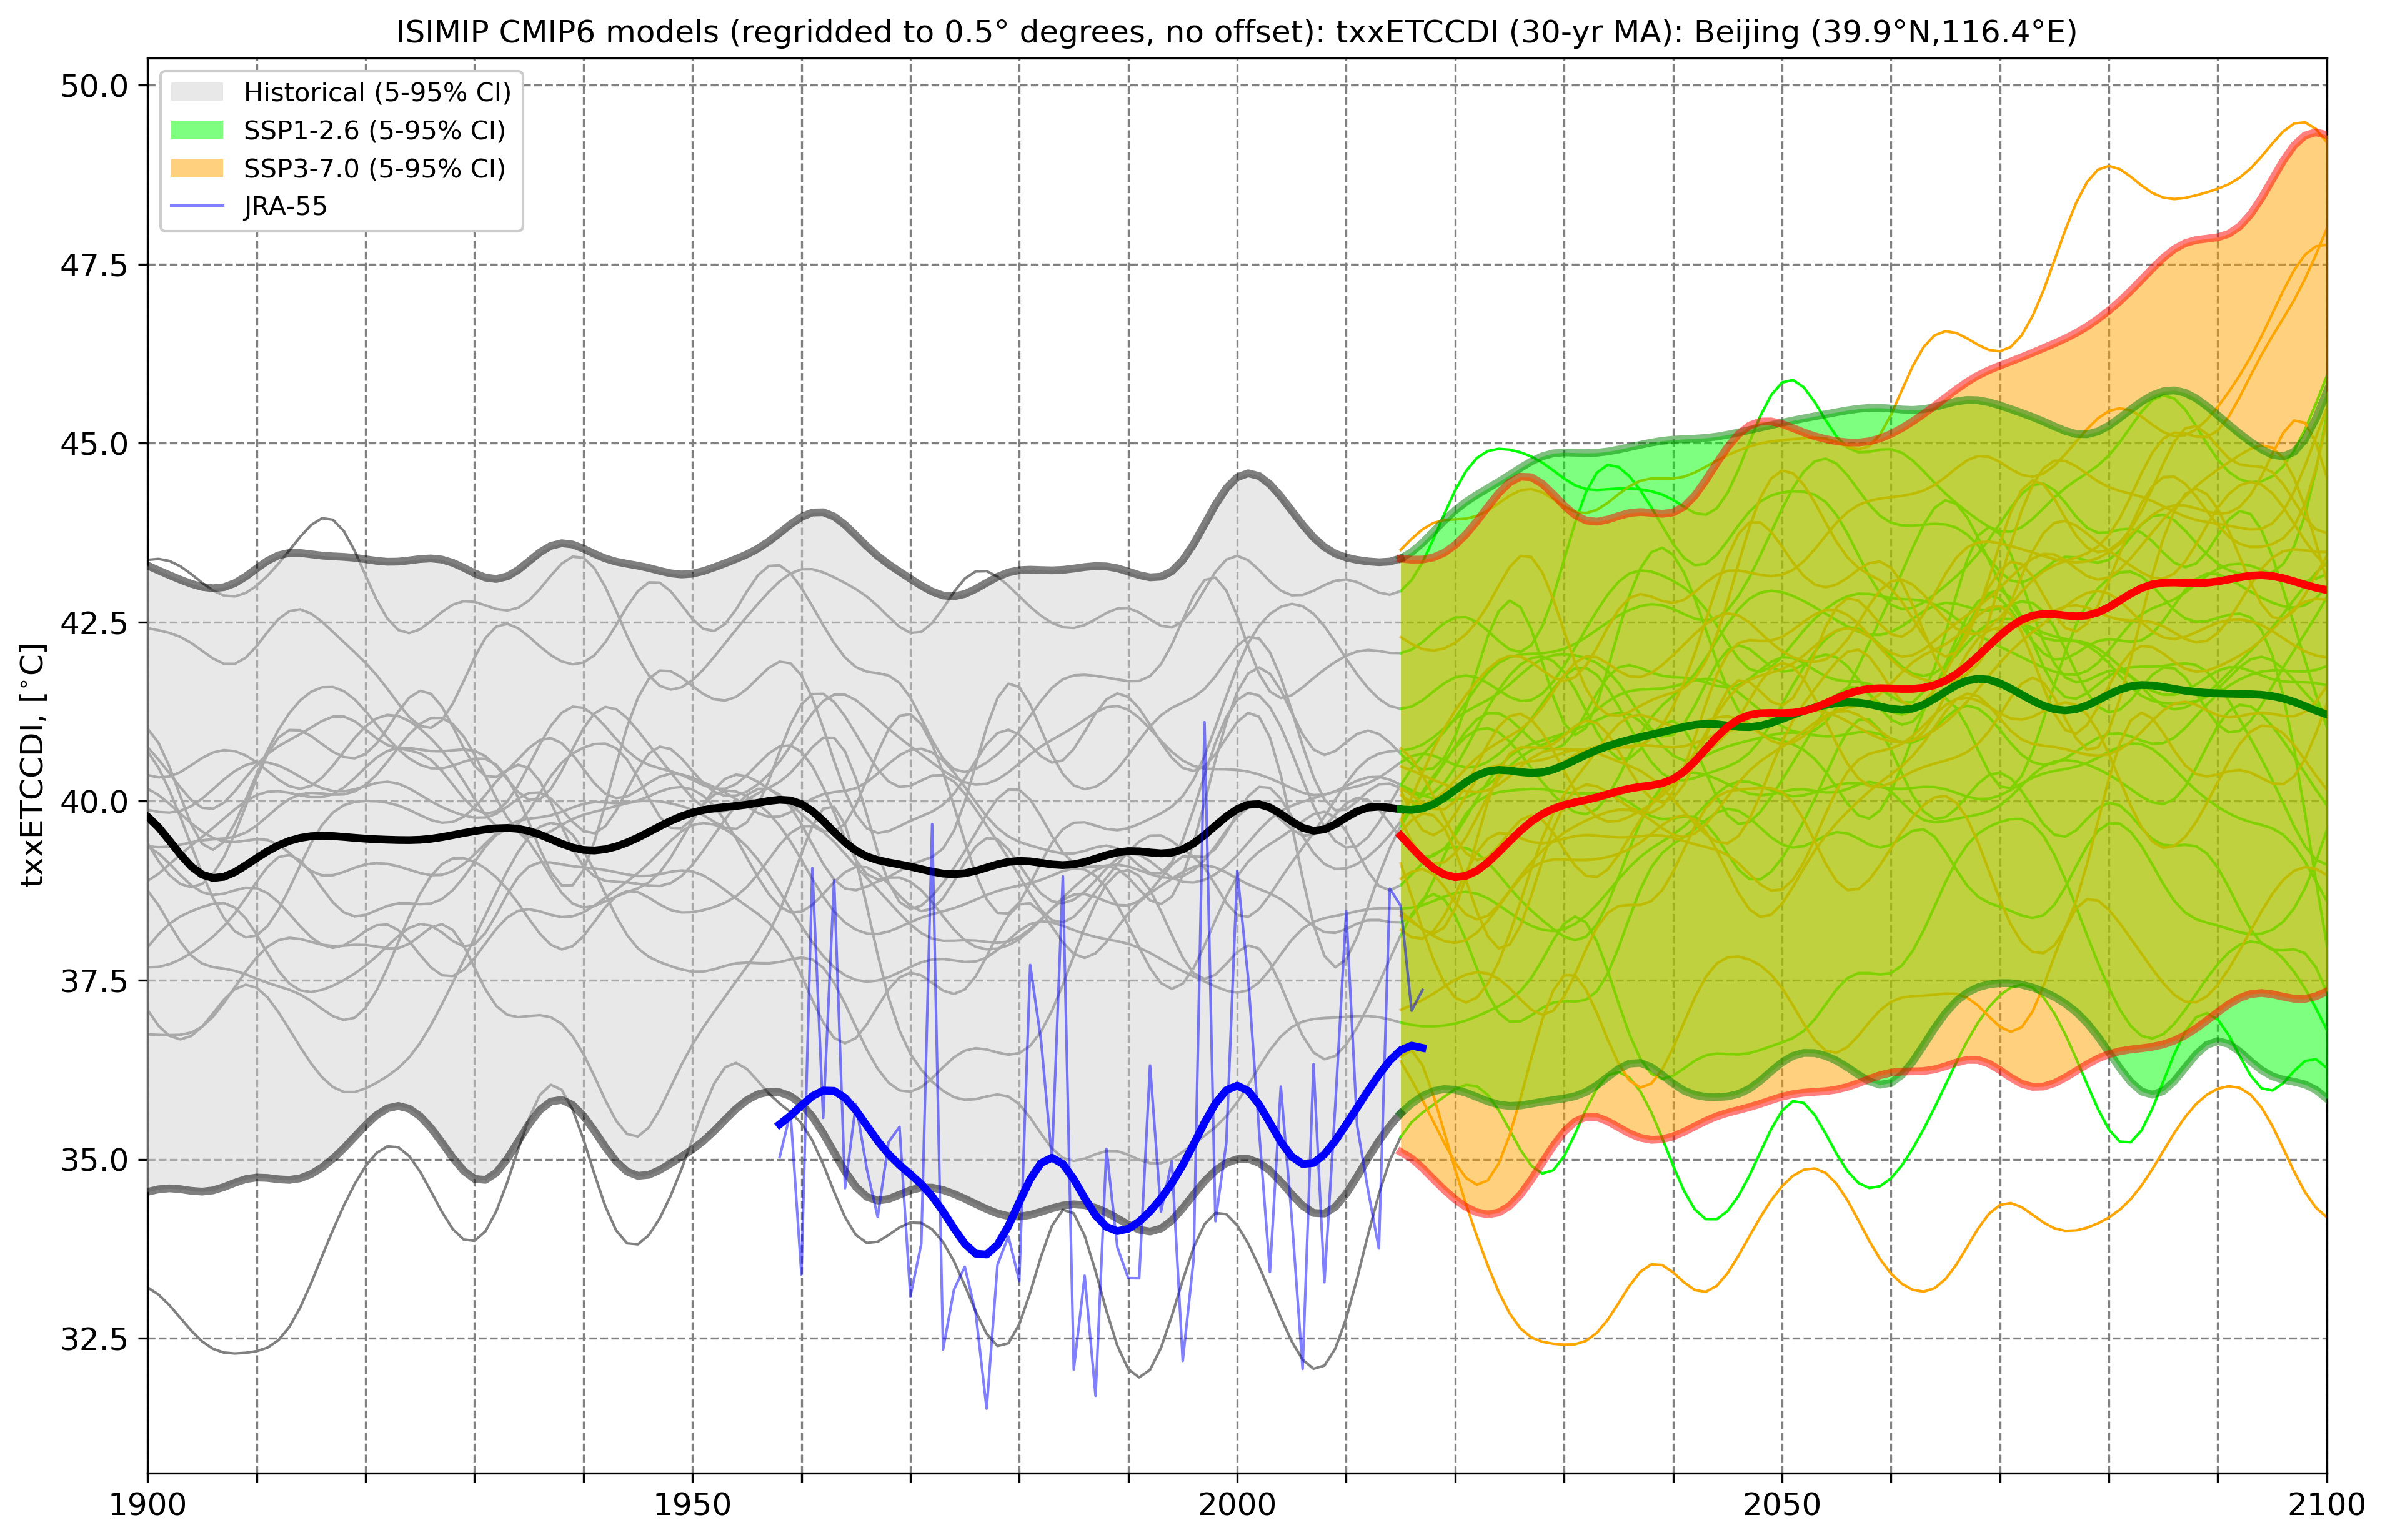 ISIMIP CMIP6 models (regridded to 0.5° degrees, no offset): txxETCCDI (30-yr MA): Beijing (39.9°N,116.4°E)
Historical (5-95% CI)
SSP1-2.6 (5-95% CI)
SSP3-7.0 (5-95% CI)
JRA-55
txxETCCDI, [°C]
50.0
47.5
45.0
42.5
40.0
37.5
35.0
32.5
1900
1950
2000
2050
2100